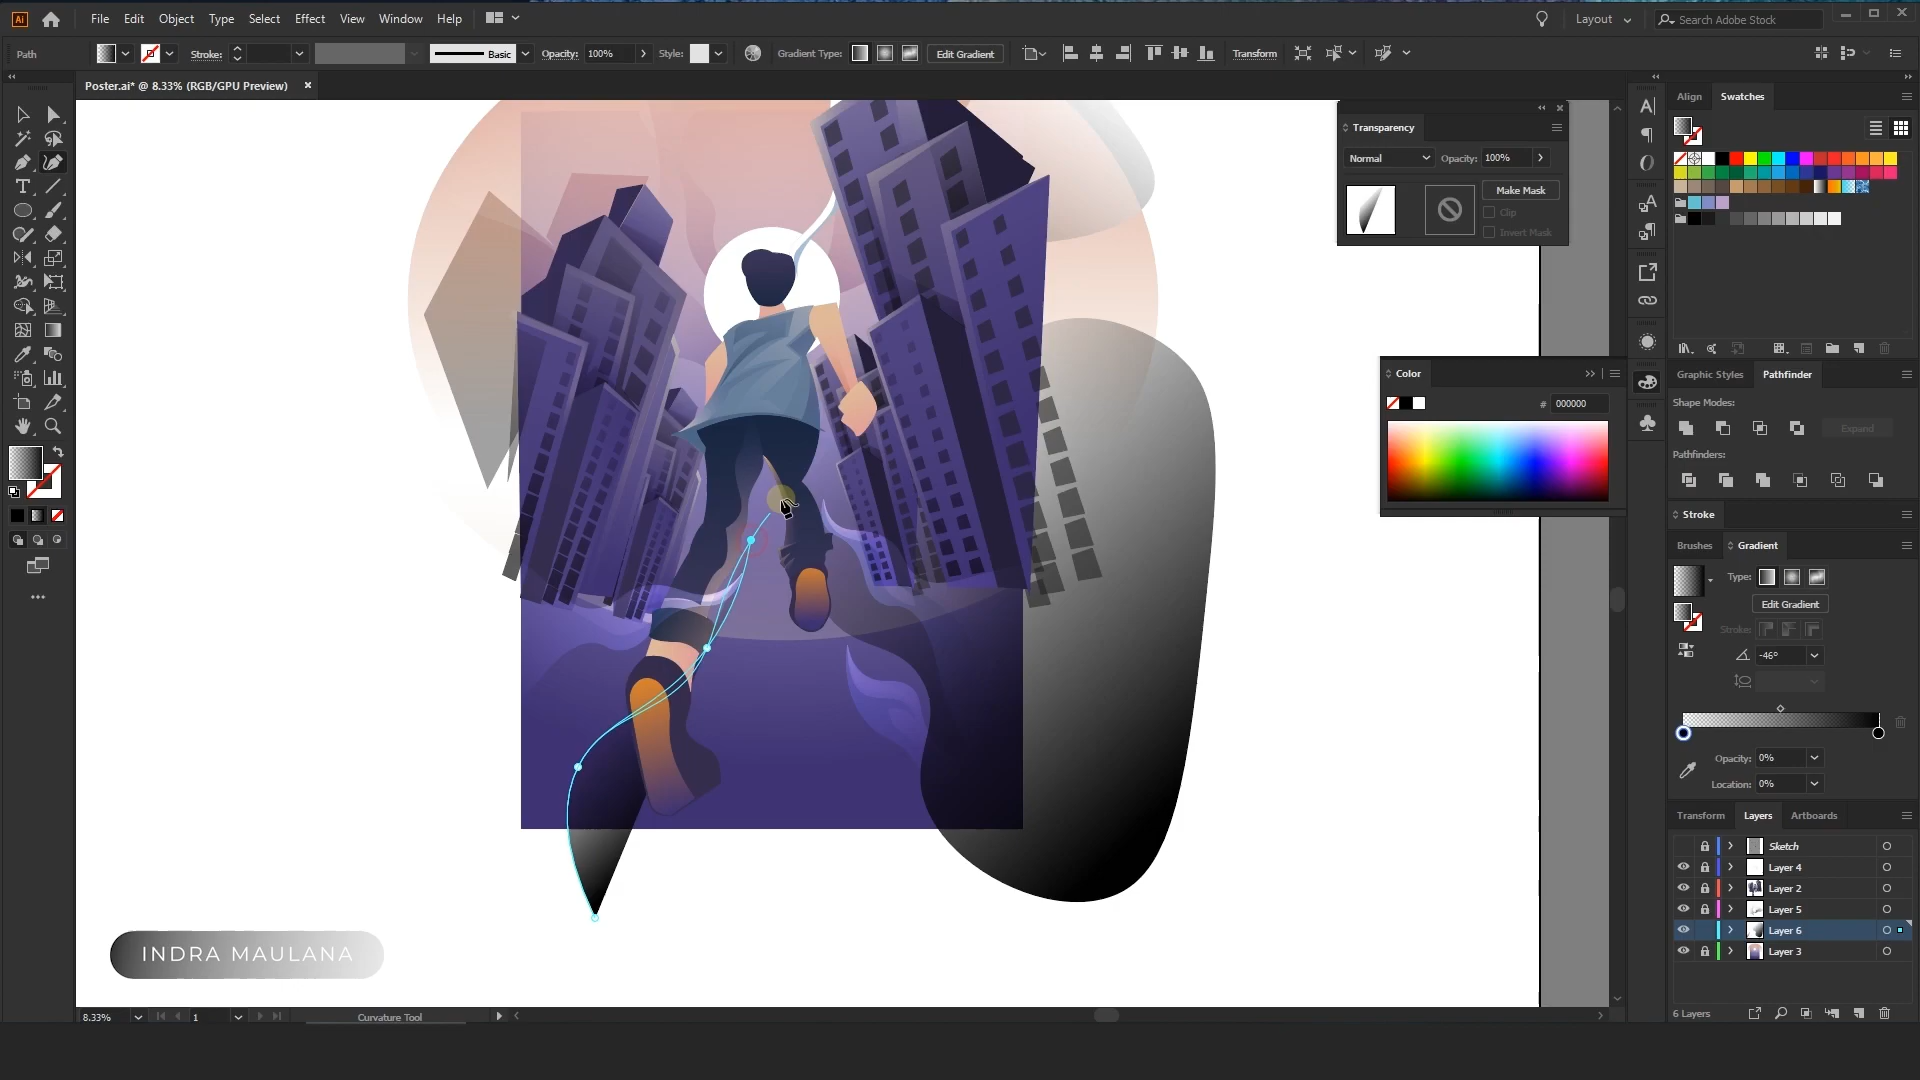 Ai File Edit Object Type Select Effect View Window Help Layout Search Adobe Stock
Path Stroke: Basic Opacity: 100% Style: Gradient Type: Edit Gradient Transform
Poster.ai* @ 8.33% (RGB/GPU Preview) ×
Align Swatches
Transparency
Normal Opacity: 100%
Make Mask
Clip
Invert Mask
Color
# 000000
Graphic Styles Pathfinder
Shape Modes:
Expand
Pathfinders:
Stroke
Brushes Gradient
Type:
Edit Gradient
Stroke:
-46°
Opacity: 0%
Location: 0%
Transform Layers Artboards
Sketch
Layer 4
Layer 2
Layer 5
Layer 6
Layer 3
6 Layers
INDRA MAULANA
8.33% 1 Curvature Tool